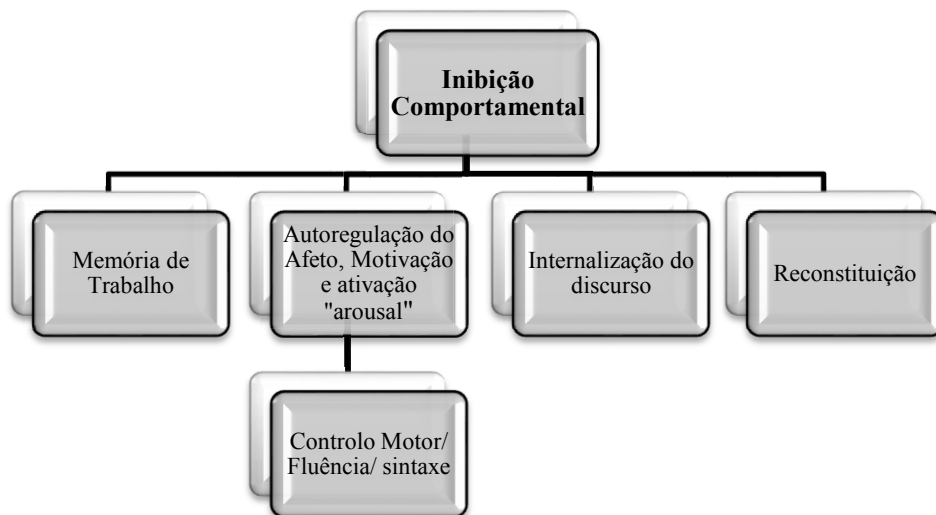 Inibição
Comportamental
Memória de
Trabalho
Autoregulação do
Afeto, Motivação
e ativação
"arousal"
Internalização do
discurso
Reconstituição
Controlo Motor/
Fluência/ sintaxe